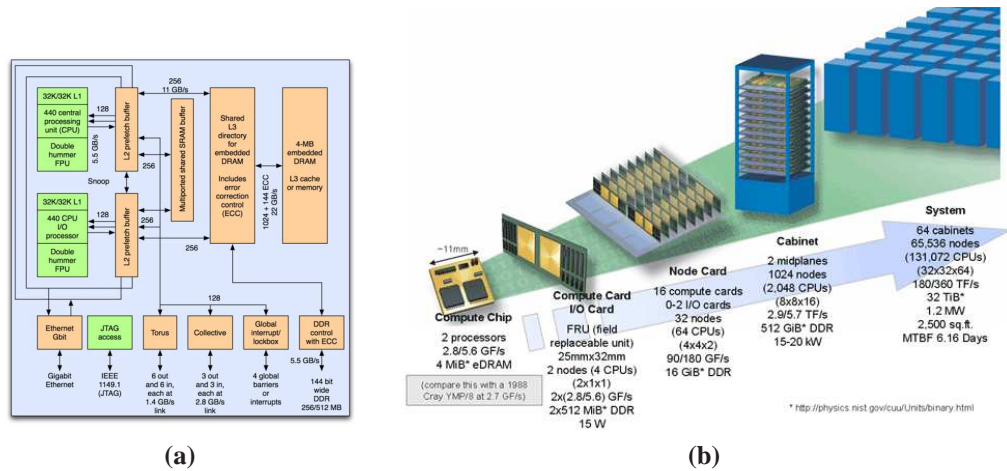 32K/32K L1
440 central
processing
unit (CPU)
Double
hummer
FPU
128
5.5 GB/s
L2 prefetch buffer
256
11 GB/s
256
Multiported shared SRAM buffer
Shared
L3
directory
for
embedded
DRAM
Includes
error
correction
control
(ECC)
1024 + 144 ECC
22 GB/s
4-MB
embedded
DRAM
L3 cache
or memory
Snoop
32K/32K L1
440 CPU
I/O
processor
Double
hummer
FPU
128
L2 prefetch buffer
256
256
128
Ethernet
Gbit
JTAG
access
Torus
Collective
Global
interrupt/
lockbox
DDR
control
with ECC
5.5 GB/s
Gigabit
Ethernet
IEEE
1149.1
(JTAG)
6 out
and 6 in,
each at
1.4 GB/s
link
3 out
and 3 in,
each at
2.8 GB/s
link
4 global
barriers
or
interrupts
144 bit
wide
DDR
256/512 MB
(a)
~11mm
Compute Chip
2 processors
2.8/5.6 GF/s
4 MiB* eDRAM
(compare this with a 1988
Cray YMP/8 at 2.7 GF/s)
Compute Card
I/O Card
FRU (field
replaceable unit)
25mmx32mm
2 nodes (4 CPUs)
(2x1x1)
2x(2.8/5.6) GF/s
2x512 MiB* DDR
15 W
Node Card
16 compute cards
0-2 I/O cards
32 nodes
(64 CPUs)
(4x4x2)
90/180 GF/s
16 GiB* DDR
Cabinet
2 midplanes
1024 nodes
(2,048 CPUs)
(8x8x16)
2.9/5.7 TF/s
512 GiB* DDR
15-20 kW
System
64 cabinets
65,536 nodes
(131,072 CPUs)
(32x32x64)
180/360 TF/s
32 TiB*
1.2 MW
2,500 sq.ft.
MTBF 6.16 Days
* http://physics.nist.gov/cuu/Units/binary.html
(b)